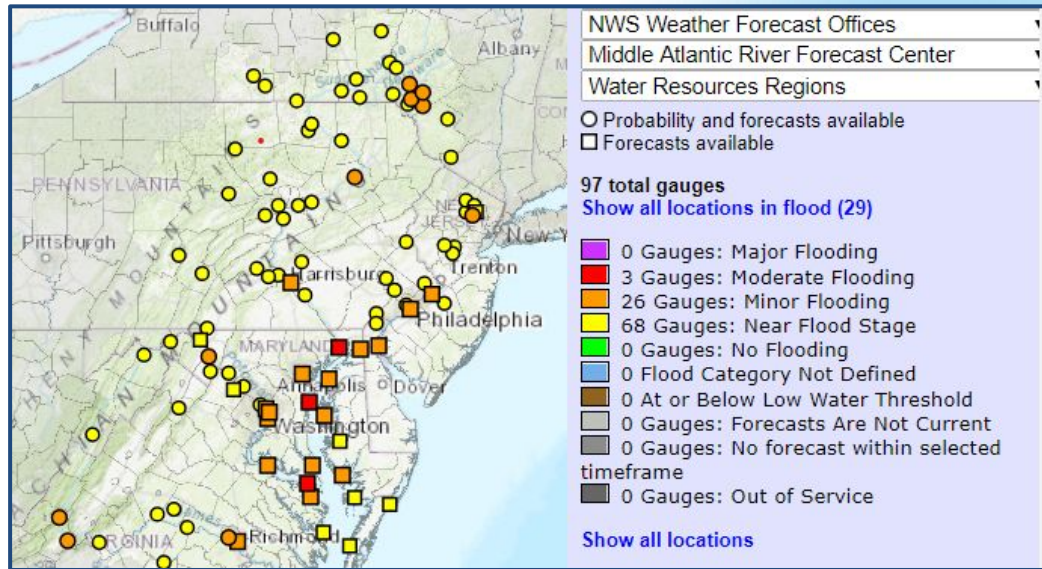 Buffalo
Albany
PENNSYLVANIA
Pittsburgh
NEW
JERSEY
New Y
Harrisburg
Trenton
Philadelphia
MARYLAND
Annapolis
Dover
Washington
James
Richmond
NWS Weather Forecast Offices
Middle Atlantic River Forecast Center
Water Resources Regions
Probability and forecasts available
Forecasts available
97 total gauges
Show all locations in flood (29)
0 Gauges: Major Flooding
3 Gauges: Moderate Flooding
26 Gauges: Minor Flooding
68 Gauges: Near Flood Stage
0 Gauges: No Flooding
0 Flood Category Not Defined
0 At or Below Low Water Threshold
0 Gauges: Forecasts Are Not Current
0 Gauges: No forecast within selected
timeframe
0 Gauges: Out of Service
Show all locations